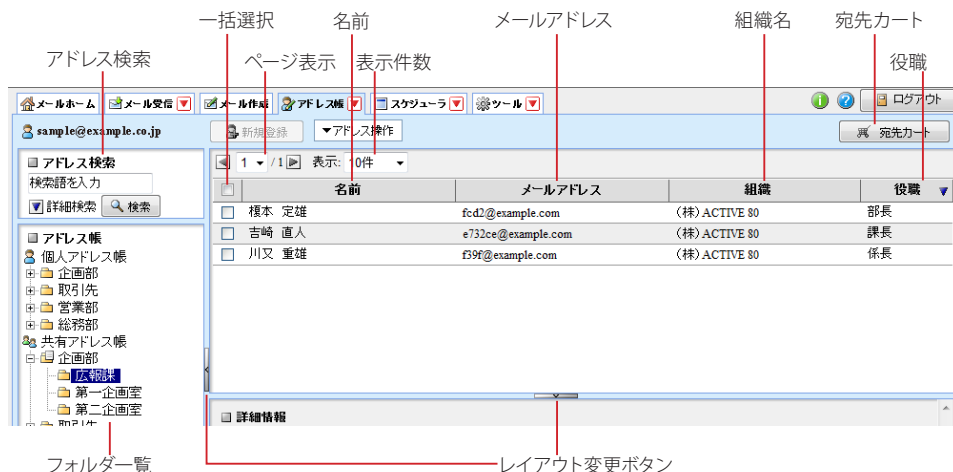 一括選択 名前 メールアドレス 組織名 宛先カート
アドレス検索 ページ表示 表示件数 役職
メールホーム メール受信 メール作成 アドレス帳 スケジューラ ツール ログアウト
sample@example.co.jp 新規登録 ▼アドレス操作 宛先カート
アドレス検索
検索語を入力
詳細検索 検索
1 /1 表示: 10件
名前 メールアドレス 組織 役職
榎本 定雄 fcd2@example.com (株) ACTIVE 80 部長
吉崎 直人 e732ce@example.com (株) ACTIVE 80 課長
川又 重雄 f39f@example.com (株) ACTIVE 80 係長
アドレス帳
個人アドレス帳
企画部
取引先
営業部
総務部
共有アドレス帳
企画部
広報課
第一企画室
第二企画室
取引先
詳細情報
フォルダ一覧 レイアウト変更ボタン